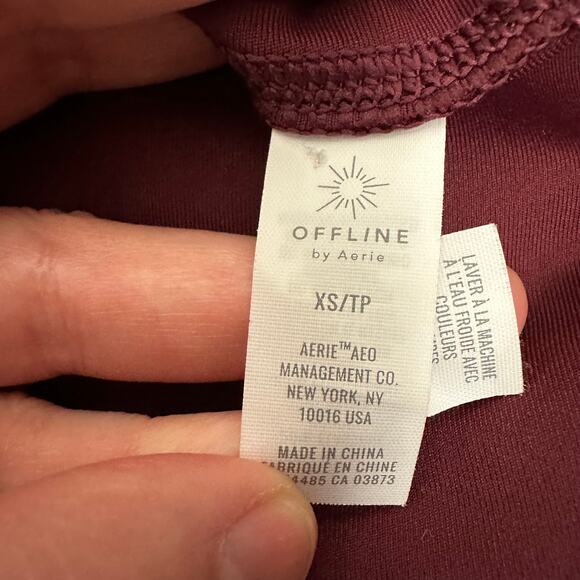 OFFLINE
by Aerie
XS/TP
AERIE™AEO
MANAGEMENT CO.
NEW YORK, NY
10016 USA
MADE IN CHINA
FABRIQUÉ EN CHINE
4485 CA 03873
LAVER À LA MACHINE
À L'EAU FROIDE AVEC
COULEURS